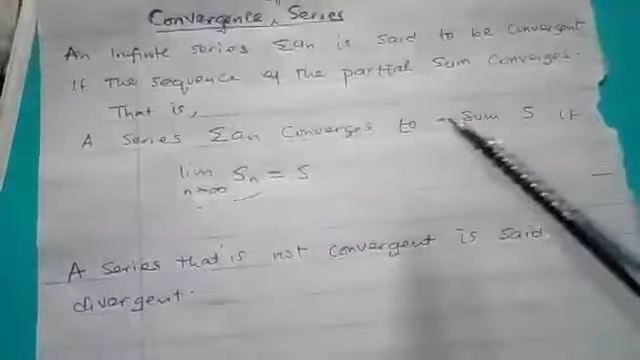 Convergence, Series
An Infinite series Σan is said to be convergent
if the sequence of the partial sum converges.
That is,
A series Σan converges to sum S if
lim Sn = S
n→∞
A series that is not convergent is said
divergent.